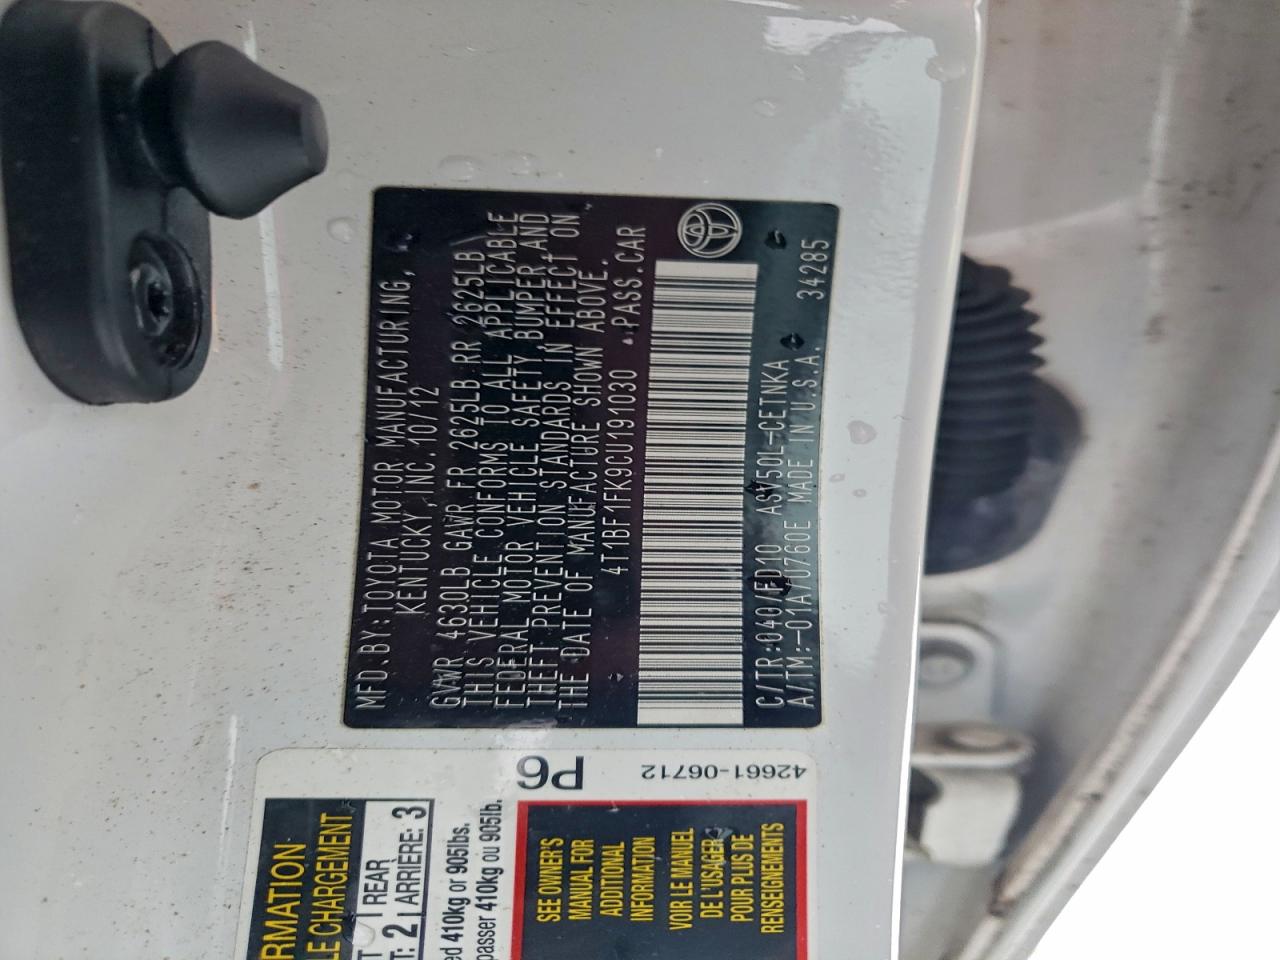 MFD.BY:TOYOTA MOTOR MANUFACTURING,
KENTUCKY,INC. 10/12
GVWR 4630LB GAWR FR 2625LB RR 2625LB
THIS VEHICLE CONFORMS TO ALL APPLICABLE
FEDERAL MOTOR VEHICLE SAFETY,BUMPER,AND
THEFT PREVENTION STANDARDS IN EFFECT ON
THE DATE OF MANUFACTURE SHOWN ABOVE.
4T1BF1FK9CU191030 PASS.CAR
C/TR:040/FD10 ASV50L-CETNKA
A/TM:-01A/U760E MADE IN U.S.A. 34285
P6
42661-06712
RMATION
LE CHARGEMENT
REAR
: 2 ARRIÈRE: 3
ed 410kg or 905lbs.
passer 410kg ou 905lb.
SEE OWNER'S
MANUAL FOR
ADDITIONAL
INFORMATION
VOIR LE MANUEL
DE L'USAGER
POUR PLUS DE
RENSEIGNEMENTS